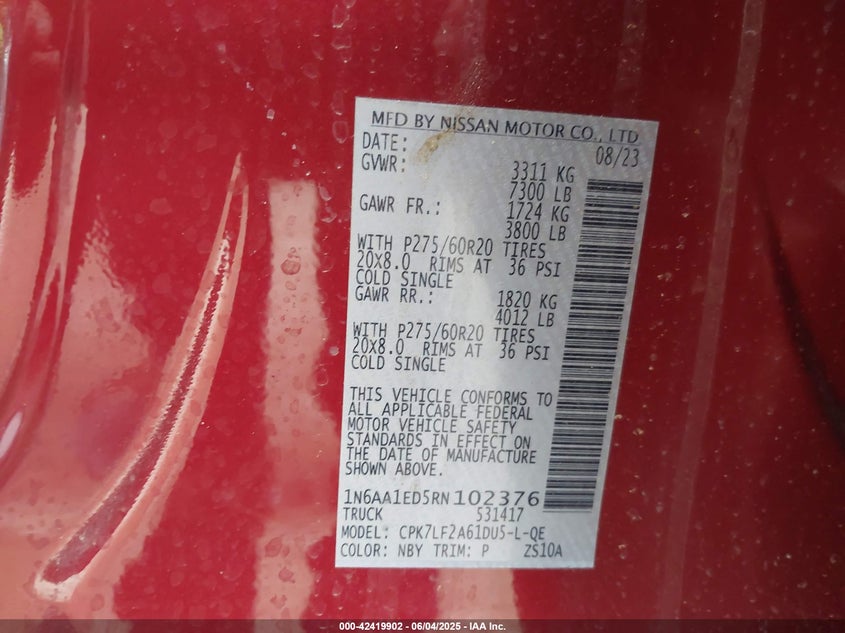 MFD BY NISSAN MOTOR CO., LTD
DATE: 08/23
GVWR: 3311 KG
7300 LB
GAWR FR.: 1724 KG
3800 LB
WITH P275/60R20 TIRES
20X8.0 RIMS AT 36 PSI
COLD SINGLE
GAWR RR.: 1820 KG
4012 LB
WITH P275/60R20 TIRES
20X8.0 RIMS AT 36 PSI
COLD SINGLE
THIS VEHICLE CONFORMS TO
ALL APPLICABLE FEDERAL
MOTOR VEHICLE SAFETY
STANDARDS IN EFFECT ON
THE DATE OF MANUFACTURE
SHOWN ABOVE.
1N6AA1ED5RN102376
TRUCK 531417
MODEL: CPK7LF2A61DU5-L-QE
COLOR: NBY TRIM: P ZS10A
000-42419902 - 06/04/2025 - IAA Inc.